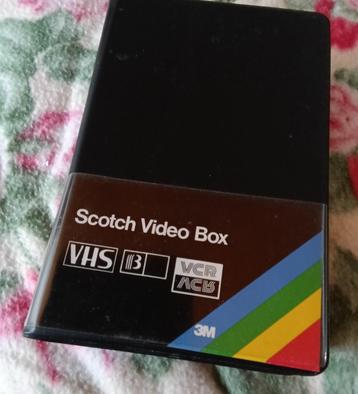 Scotch Video Box
VHS B VCR
VCR
3M